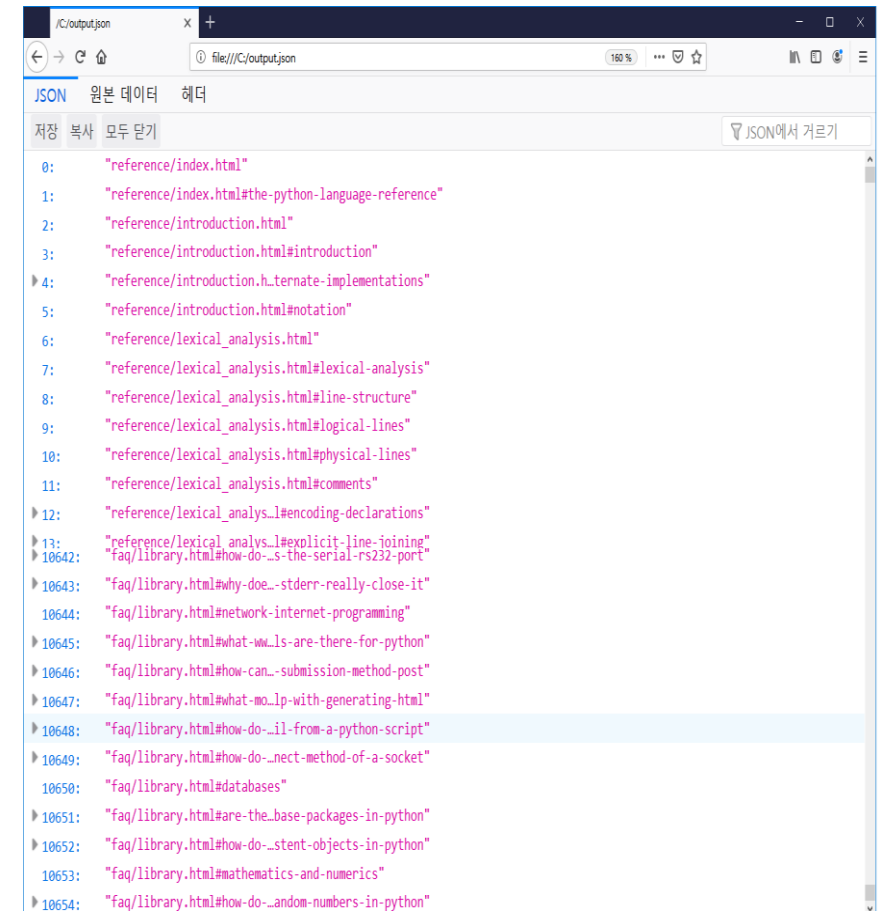 /C:/output.json
file:///C:/output.json 160 %
JSON 원본 데이터 헤더
저장 복사 모두 닫기 JSON에서 거르기
0: "reference/index.html"
1: "reference/index.html#the-python-language-reference"
2: "reference/introduction.html"
3: "reference/introduction.html#introduction"
4: "reference/introduction.h…ternate-implementations"
5: "reference/introduction.html#notation"
6: "reference/lexical_analysis.html"
7: "reference/lexical_analysis.html#lexical-analysis"
8: "reference/lexical_analysis.html#line-structure"
9: "reference/lexical_analysis.html#logical-lines"
10: "reference/lexical_analysis.html#physical-lines"
11: "reference/lexical_analysis.html#comments"
12: "reference/lexical_analys…l#encoding-declarations"
13: "reference/lexical_analys…l#explicit-line-joining"
10642: "faq/library.html#how-do-…s-the-serial-rs232-port"
10643: "faq/library.html#why-doe…-stderr-really-close-it"
10644: "faq/library.html#network-internet-programming"
10645: "faq/library.html#what-ww…ls-are-there-for-python"
10646: "faq/library.html#how-can…-submission-method-post"
10647: "faq/library.html#what-mo…lp-with-generating-html"
10648: "faq/library.html#how-do-…il-from-a-python-script"
10649: "faq/library.html#how-do-…nect-method-of-a-socket"
10650: "faq/library.html#databases"
10651: "faq/library.html#are-the…base-packages-in-python"
10652: "faq/library.html#how-do-…stent-objects-in-python"
10653: "faq/library.html#mathematics-and-numerics"
10654: "faq/library.html#how-do-…andom-numbers-in-python"